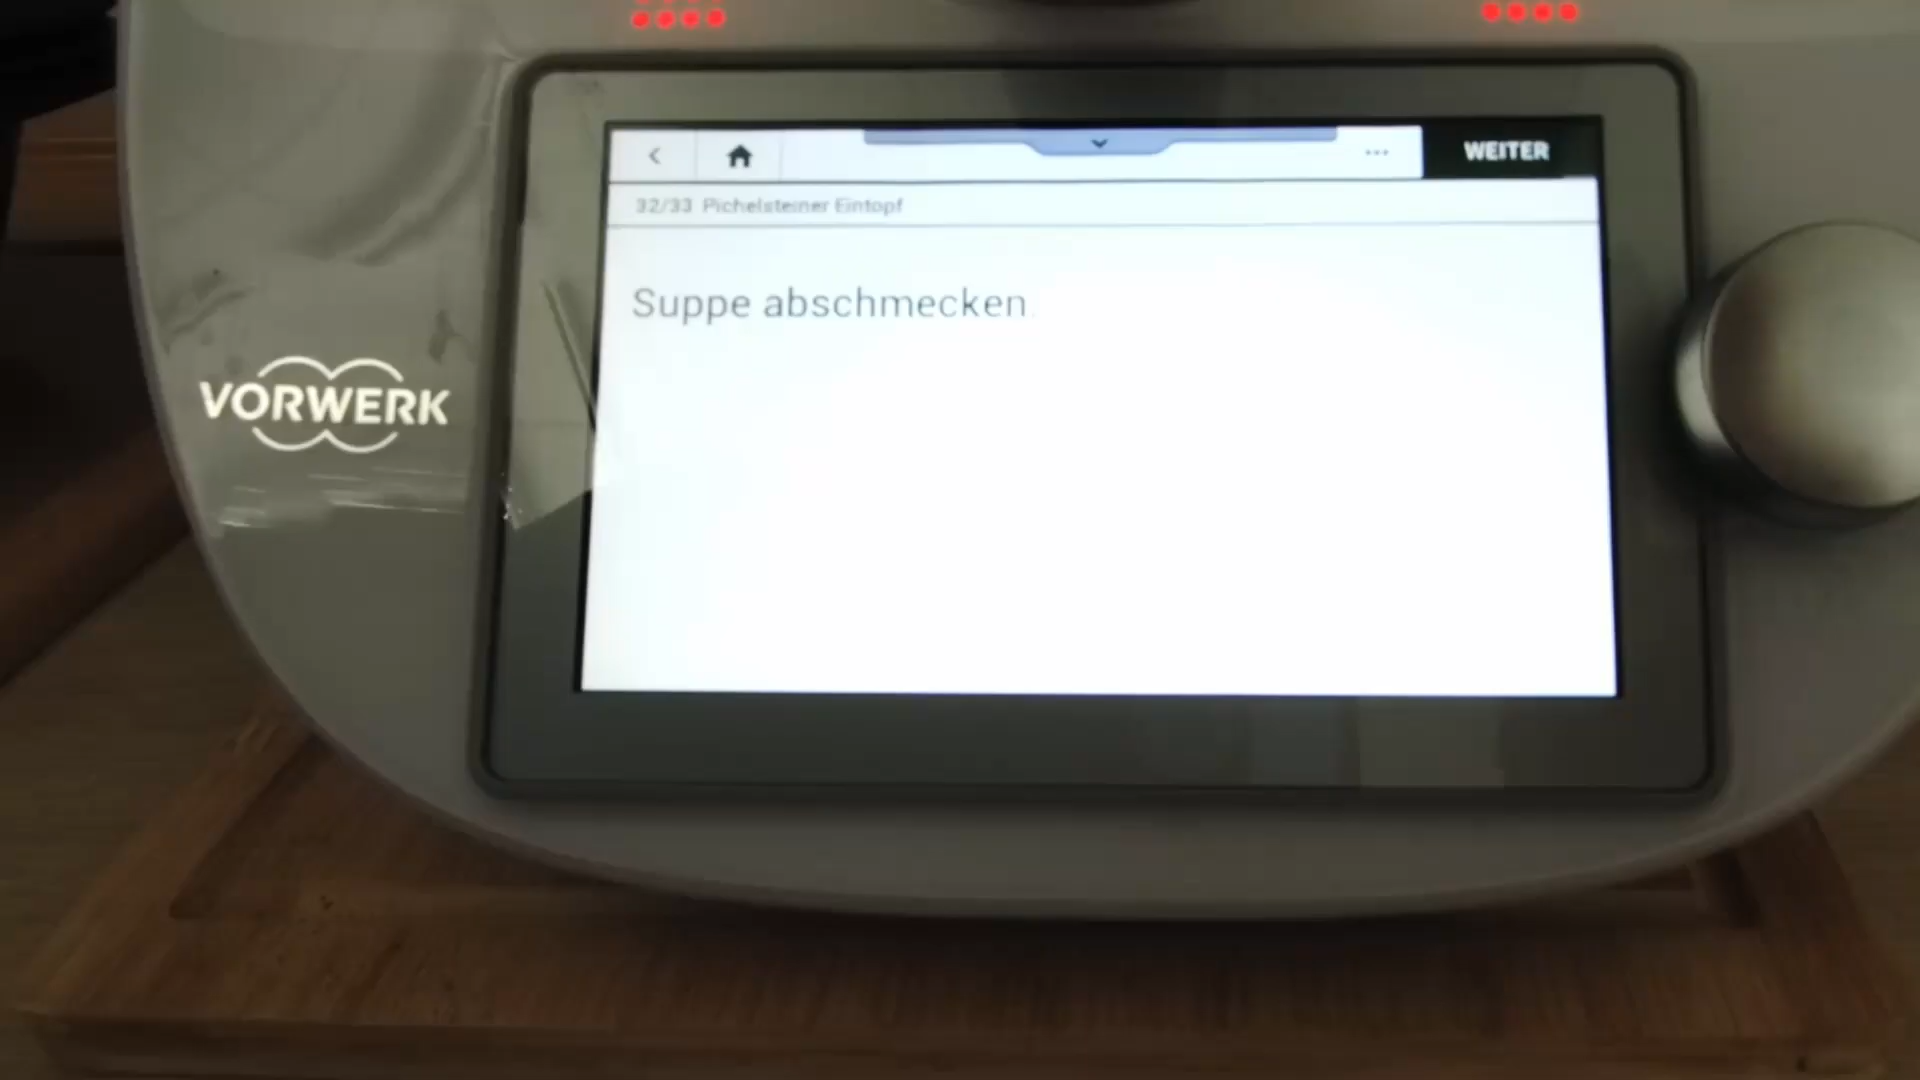 WEITER
32/33 Pichelsteiner Eintopf
Suppe abschmecken.
VORWERK